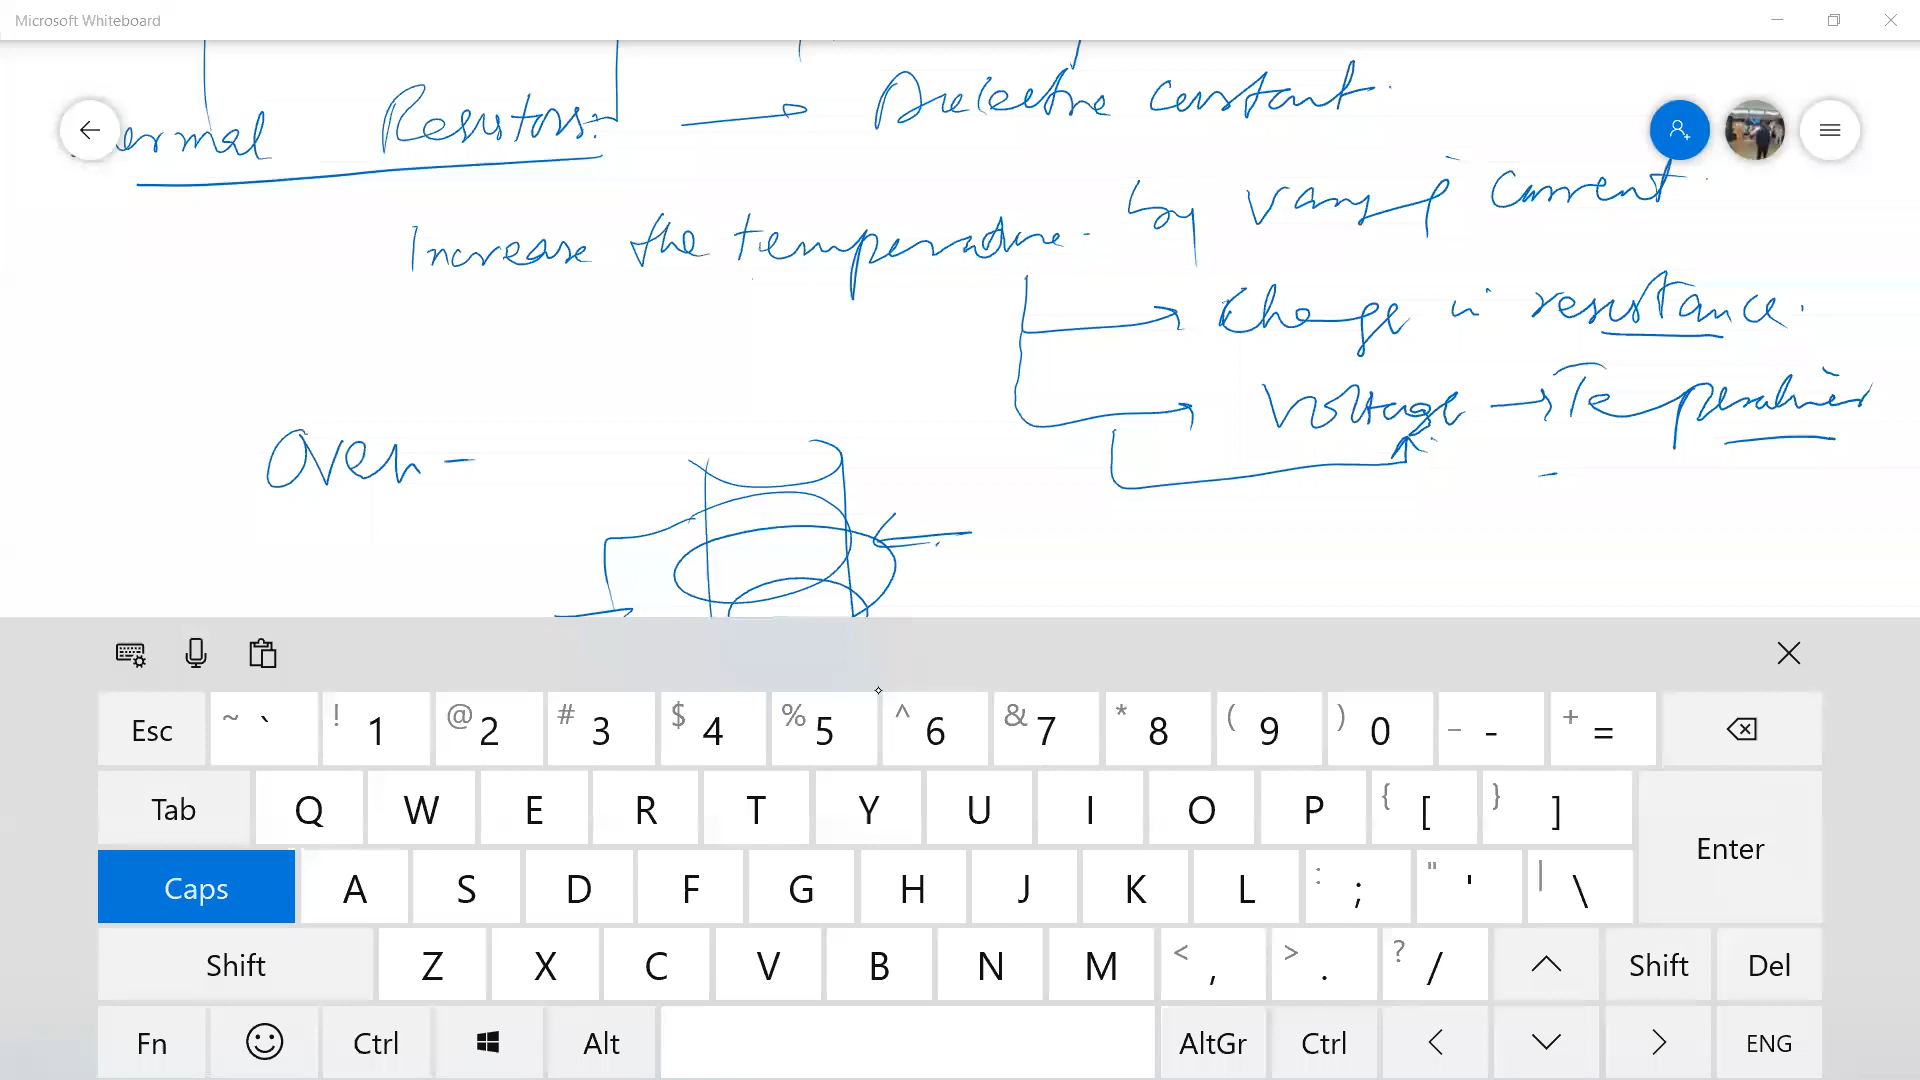 Microsoft Whiteboard
ermal Resistors:- → Dielectric constant.
Increase the temperature. by varying current
Change in resistance.
Voltage → Temperature
Oven -
Esc ~ ` ! 1 @ 2 # 3 $ 4 % 5 ^ 6 & 7 * 8 ( 9 ) 0 _ - + =
Tab Q W E R T Y U I O P { [ } ]
Enter
Caps A S D F G H J K L : ; " ' | \
Shift Z X C V B N M < , > . ? / Shift Del
Fn Ctrl Alt AltGr Ctrl ENG